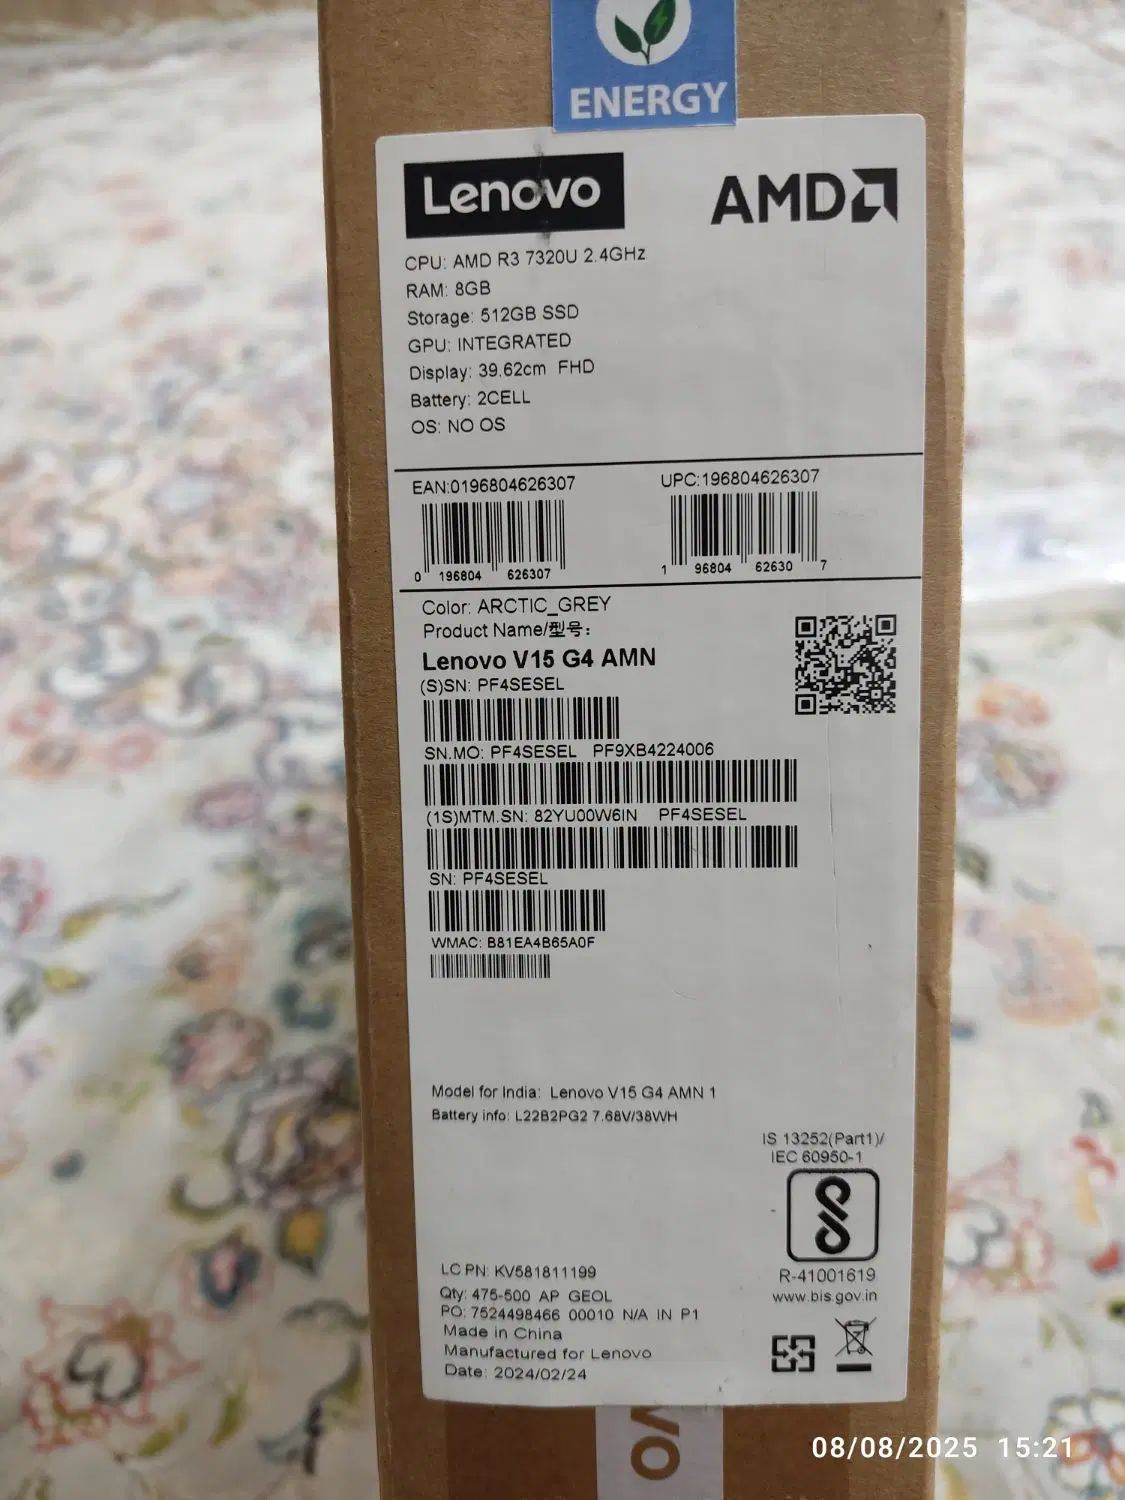 ENERGY
Lenovo
AMD
CPU: AMD R3 7320U 2.4GHz
RAM: 8GB
Storage: 512GB SSD
GPU: INTEGRATED
Display: 39.62cm FHD
Battery: 2CELL
OS: NO OS
EAN:0196804626307 UPC:196804626307
0 196804 626307 1 96804 62630 7
Color: ARCTIC_GREY
Product Name/型号:
Lenovo V15 G4 AMN
(S)SN: PF4SESEL
SN.MO: PF4SESEL PF9XB4224006
(1S)MTM.SN: 82YU00W6IN PF4SESEL
SN: PF4SESEL
WMAC: B81EA4B65A0F
Model for India: Lenovo V15 G4 AMN 1
Battery info: L22B2PG2 7.68V/38WH
IS 13252(Part1)/
IEC 60950-1
R-41001619
www.bis.gov.in
LC PN: KV581811199
Qty: 475-500 AP GEOL
PO: 7524498466 00010 N/A IN P1
Made in China
Manufactured for Lenovo
Date: 2024/02/24
VO
08/08/2025 15:21